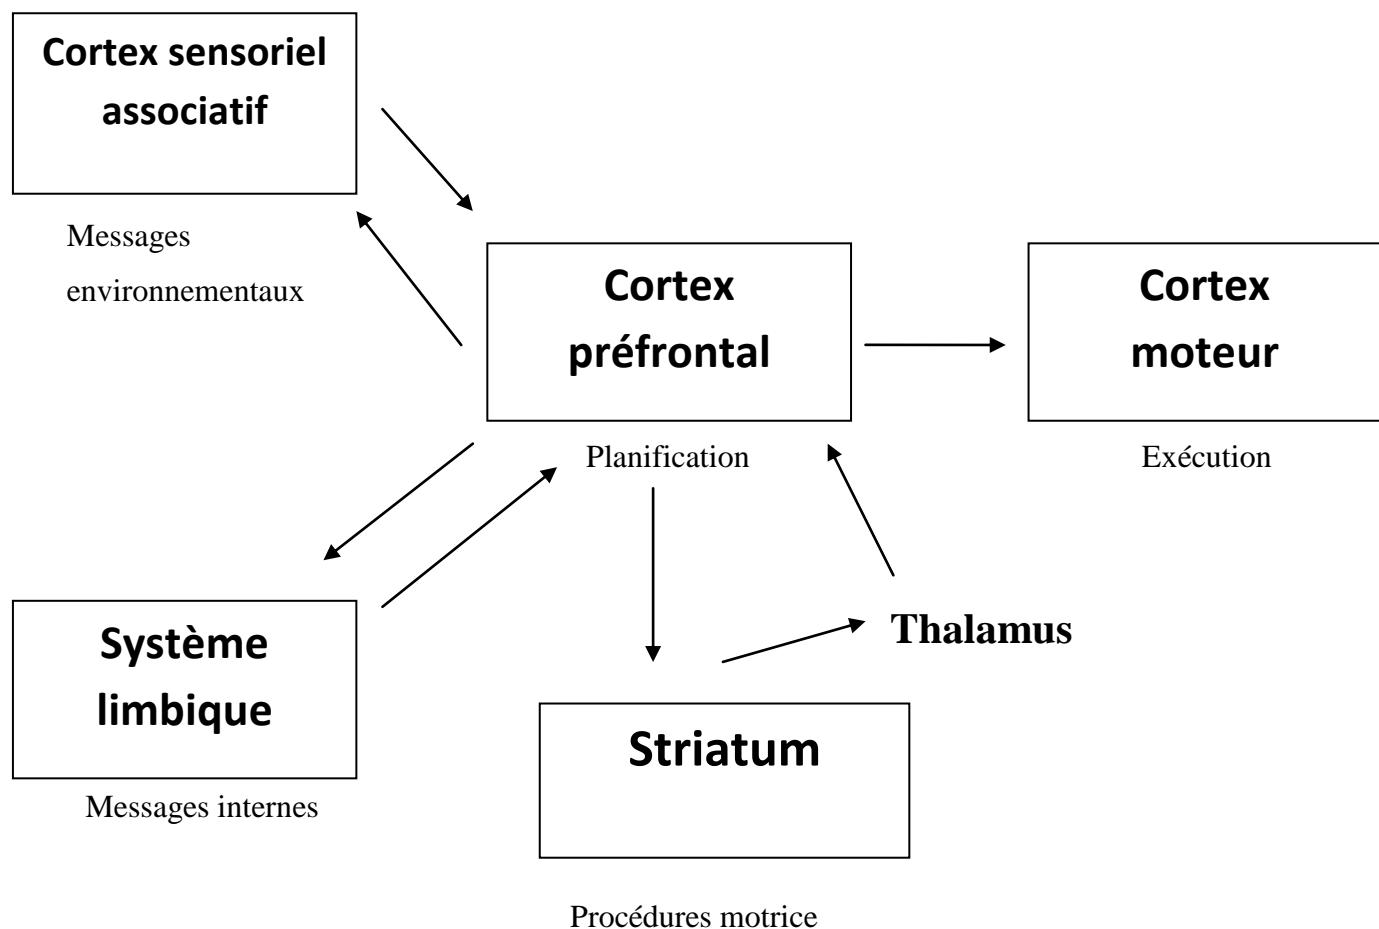 Cortex sensoriel
associatif
Messages
environnementaux
Cortex
préfrontal
Planification
Cortex
moteur
Exécution
Système
limbique
Messages internes
Thalamus
Striatum
Procédures motrice